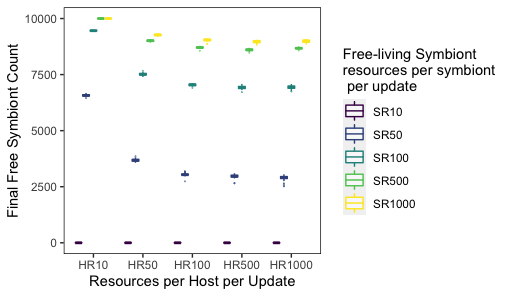 10000
7500
5000
2500
0
Final Free Symbiont Count
HR10 HR50 HR100 HR500 HR1000
Resources per Host per Update
Free-living Symbiont
resources per symbiont
per update
SR10
SR50
SR100
SR500
SR1000